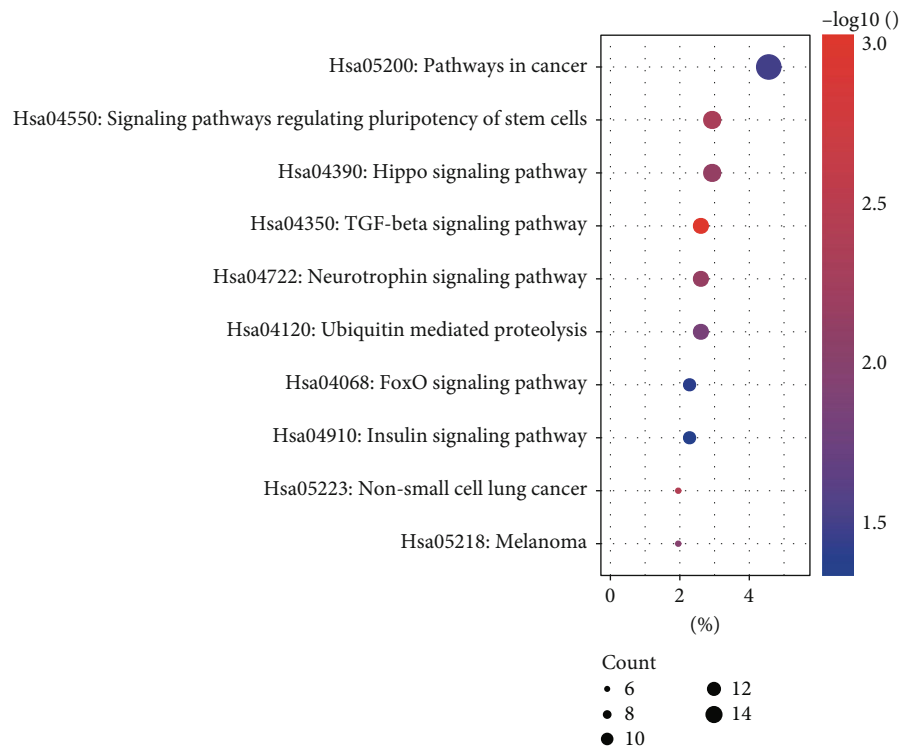 –log10 ()
Hsa05200: Pathways in cancer
Hsa04550: Signaling pathways regulating pluripotency of stem cells
Hsa04390: Hippo signaling pathway
Hsa04350: TGF-beta signaling pathway
Hsa04722: Neurotrophin signaling pathway
Hsa04120: Ubiquitin mediated proteolysis
Hsa04068: FoxO signaling pathway
Hsa04910: Insulin signaling pathway
Hsa05223: Non-small cell lung cancer
Hsa05218: Melanoma
3.0
2.5
2.0
1.5
0 2 4
(%)
Count
6 12
8 14
10